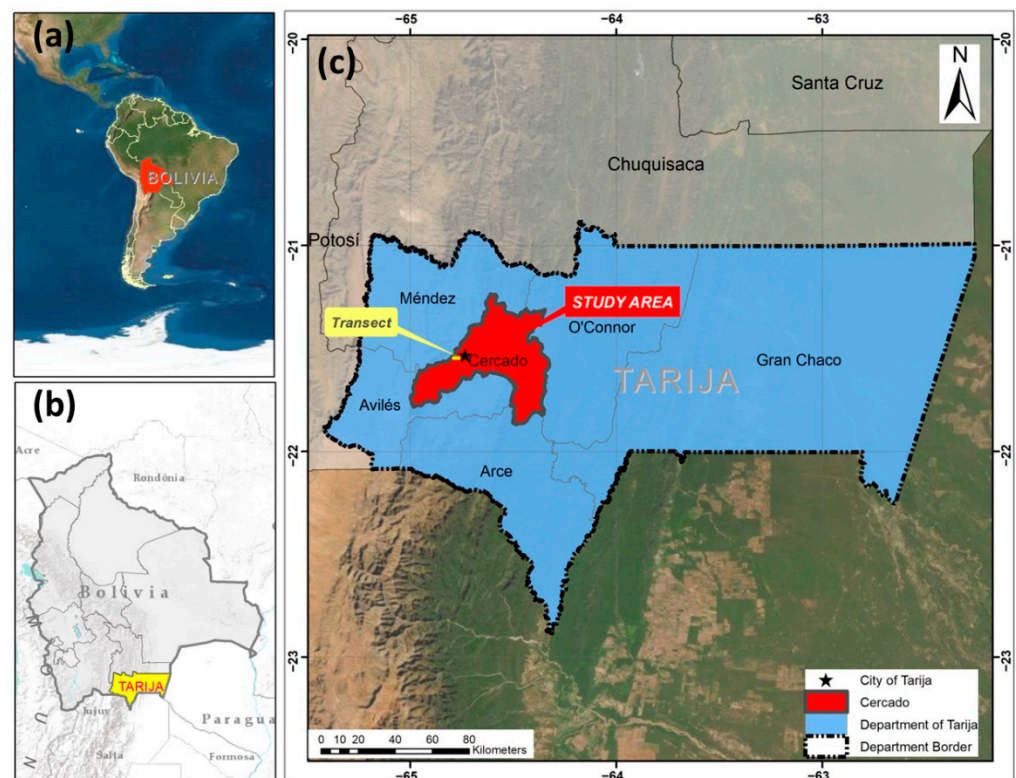 (a)
BOLIVIA
(b)
Acre
Rondônia
Bolivia
TARIJA
Jujuy
Paragua
Salta
Formosa
(c)
-65
-64
-63
-20
-20
N
Santa Cruz
Chuquisaca
Potosí
-21
-21
Méndez
STUDY AREA
Transect
O'Connor
Cercado
Gran Chaco
TARIJA
Avilés
-22
-22
Arce
-23
-23
City of Tarija
Cercado
Department of Tarija
Department Border
0 10 20 40 60 80
Kilometers
-65
-64
-63